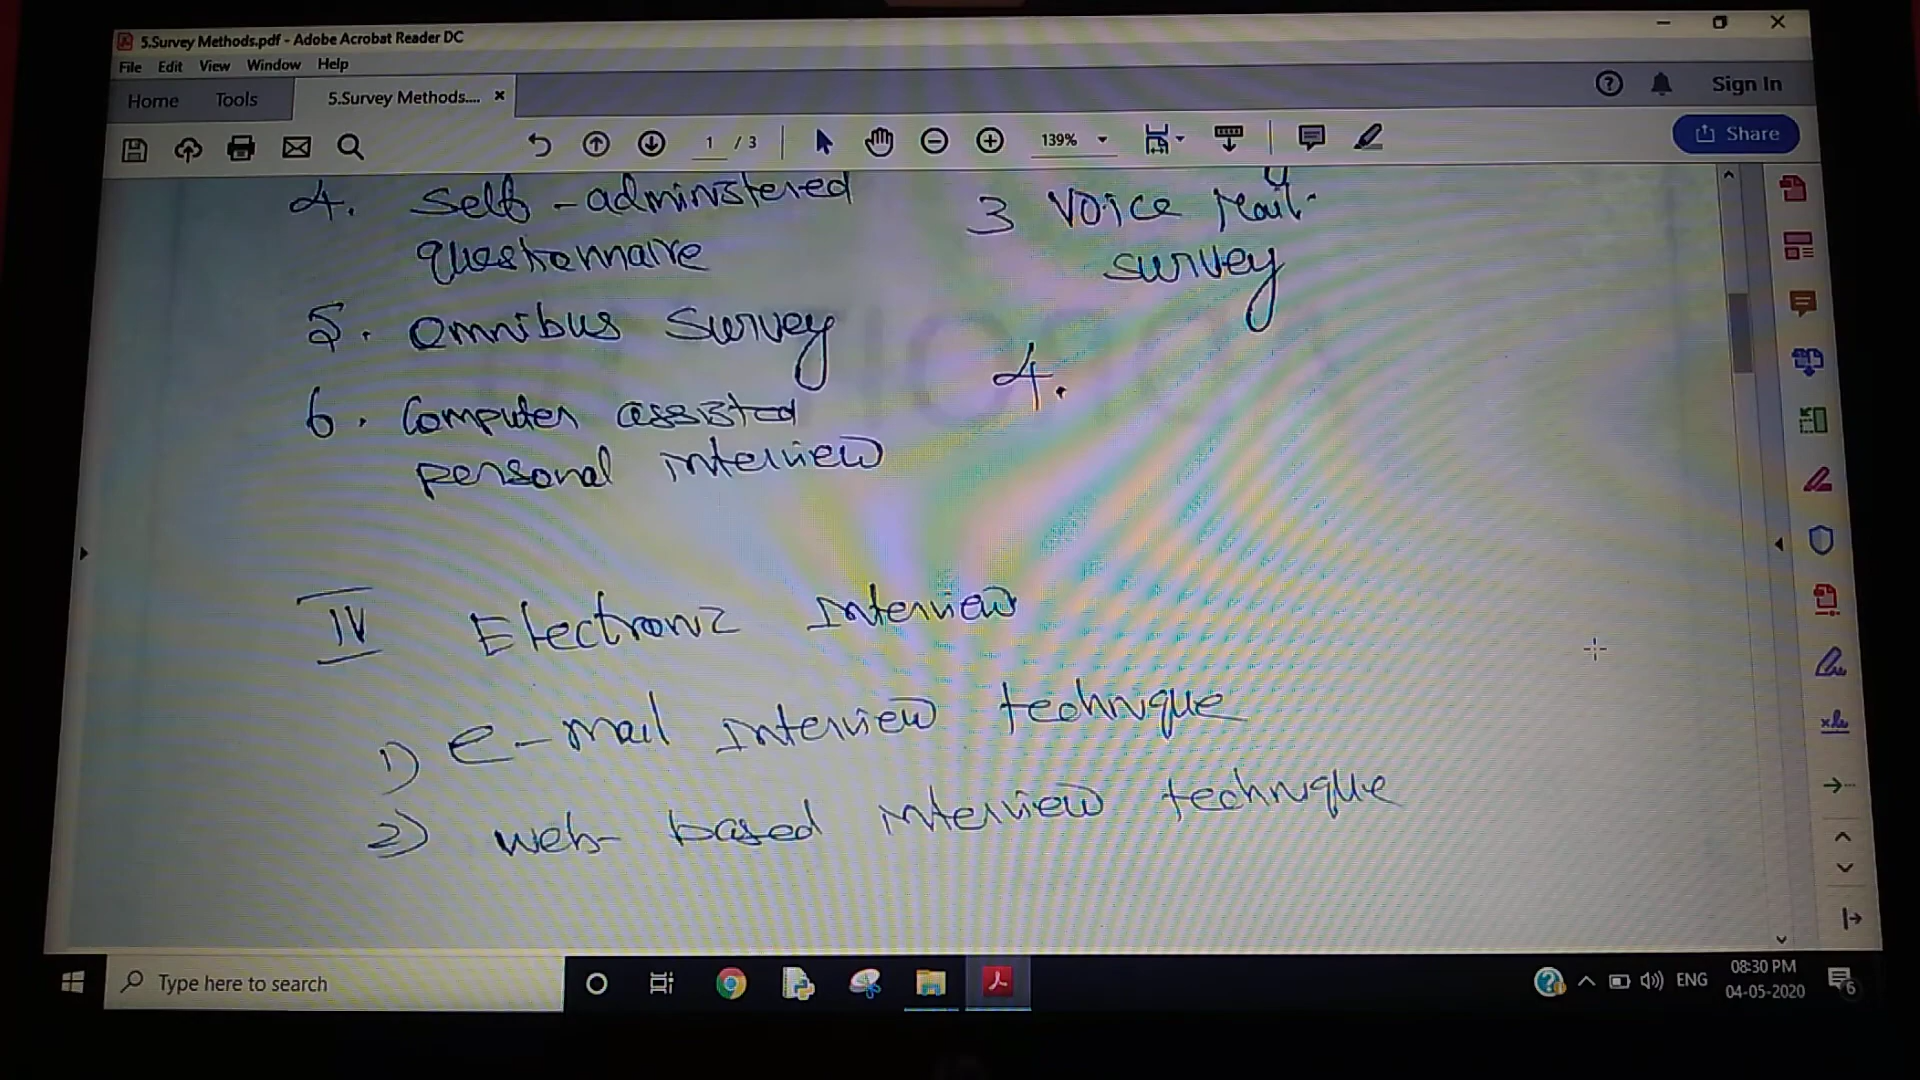 5.Survey Methods.pdf - Adobe Acrobat Reader DC
File Edit View Window Help
Home Tools 5.Survey Methods.... ×
? Sign In
1 / 3 139% Share
4. Self-administered
questionnaire
5. Omnibus Survey
6. Computer assisted
personal interview
3 Voice Mail
survey
4.
IV Electronic Interview
1) e-mail Interview technique
2) web-based interview technique
Type here to search
ENG
08:30 PM
04-05-2020
6